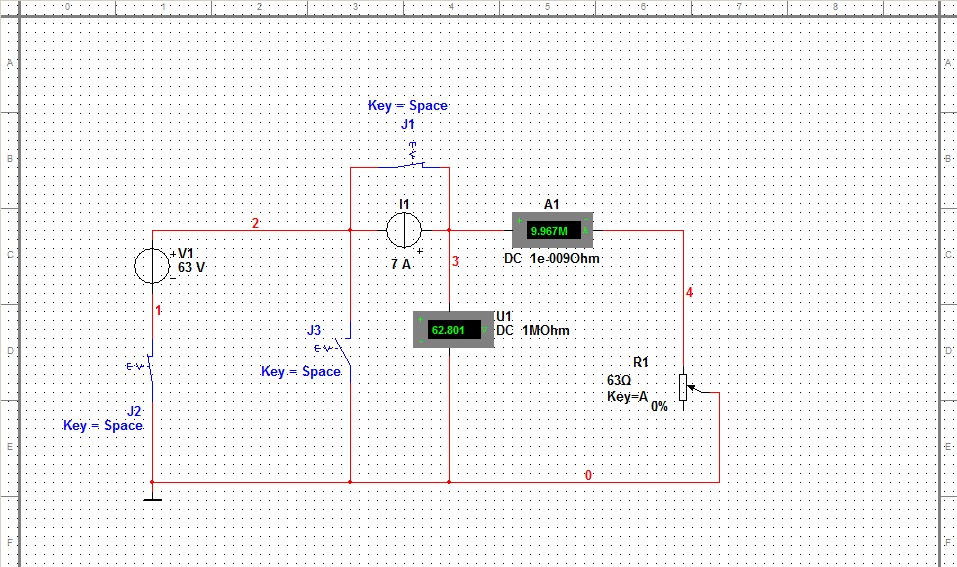 0 1 2 3 4 5 6 7 8
A A
Key = Space
J1
B B
I1 A1
2
+ 9.967M - A
+ V1
63 V
-
+
7 A
3
DC 1e-009Ohm
C C
1
4
U1
J3
+ 62.801 V -
DC 1MOhm
D D
R1
Key = Space
63Ω
Key=A
0%
J2
Key = Space
E E
0
F F